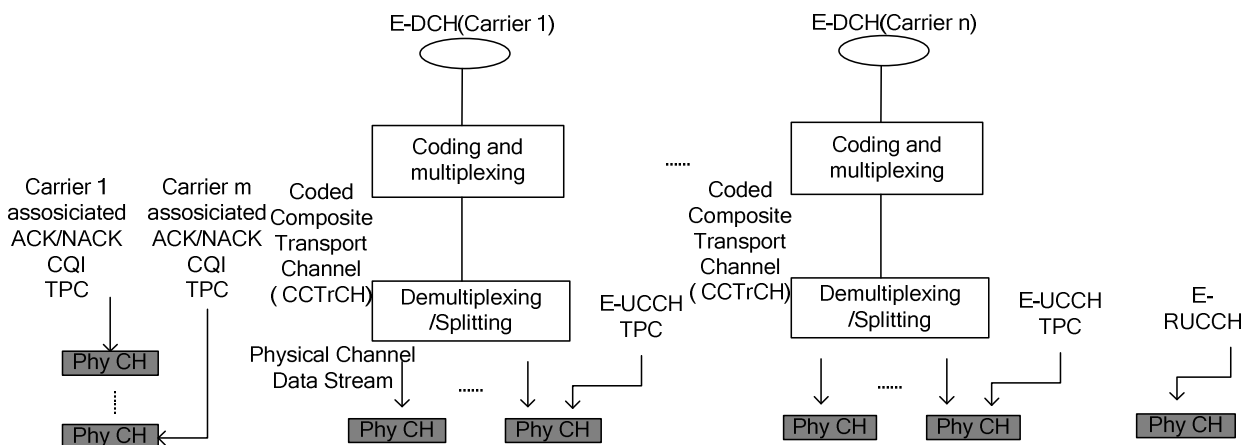 E-DCH(Carrier 1)
E-DCH(Carrier n)
Coding and
multiplexing
......
Coding and
multiplexing
Carrier 1
assosiciated
ACK/NACK
CQI
TPC
Carrier m
assosiciated
ACK/NACK
CQI
TPC
Coded
Composite
Transport
Channel
( CCTrCH)
Coded
Composite
Transport
Channel
( CCTrCH)
Demultiplexing
/Splitting
E-UCCH
TPC
Demultiplexing
/Splitting
E-UCCH
TPC
E-
RUCCH
Physical Channel
Data Stream
......
......
Phy CH
......
Phy CH
Phy CH
Phy CH
Phy CH
Phy CH
Phy CH